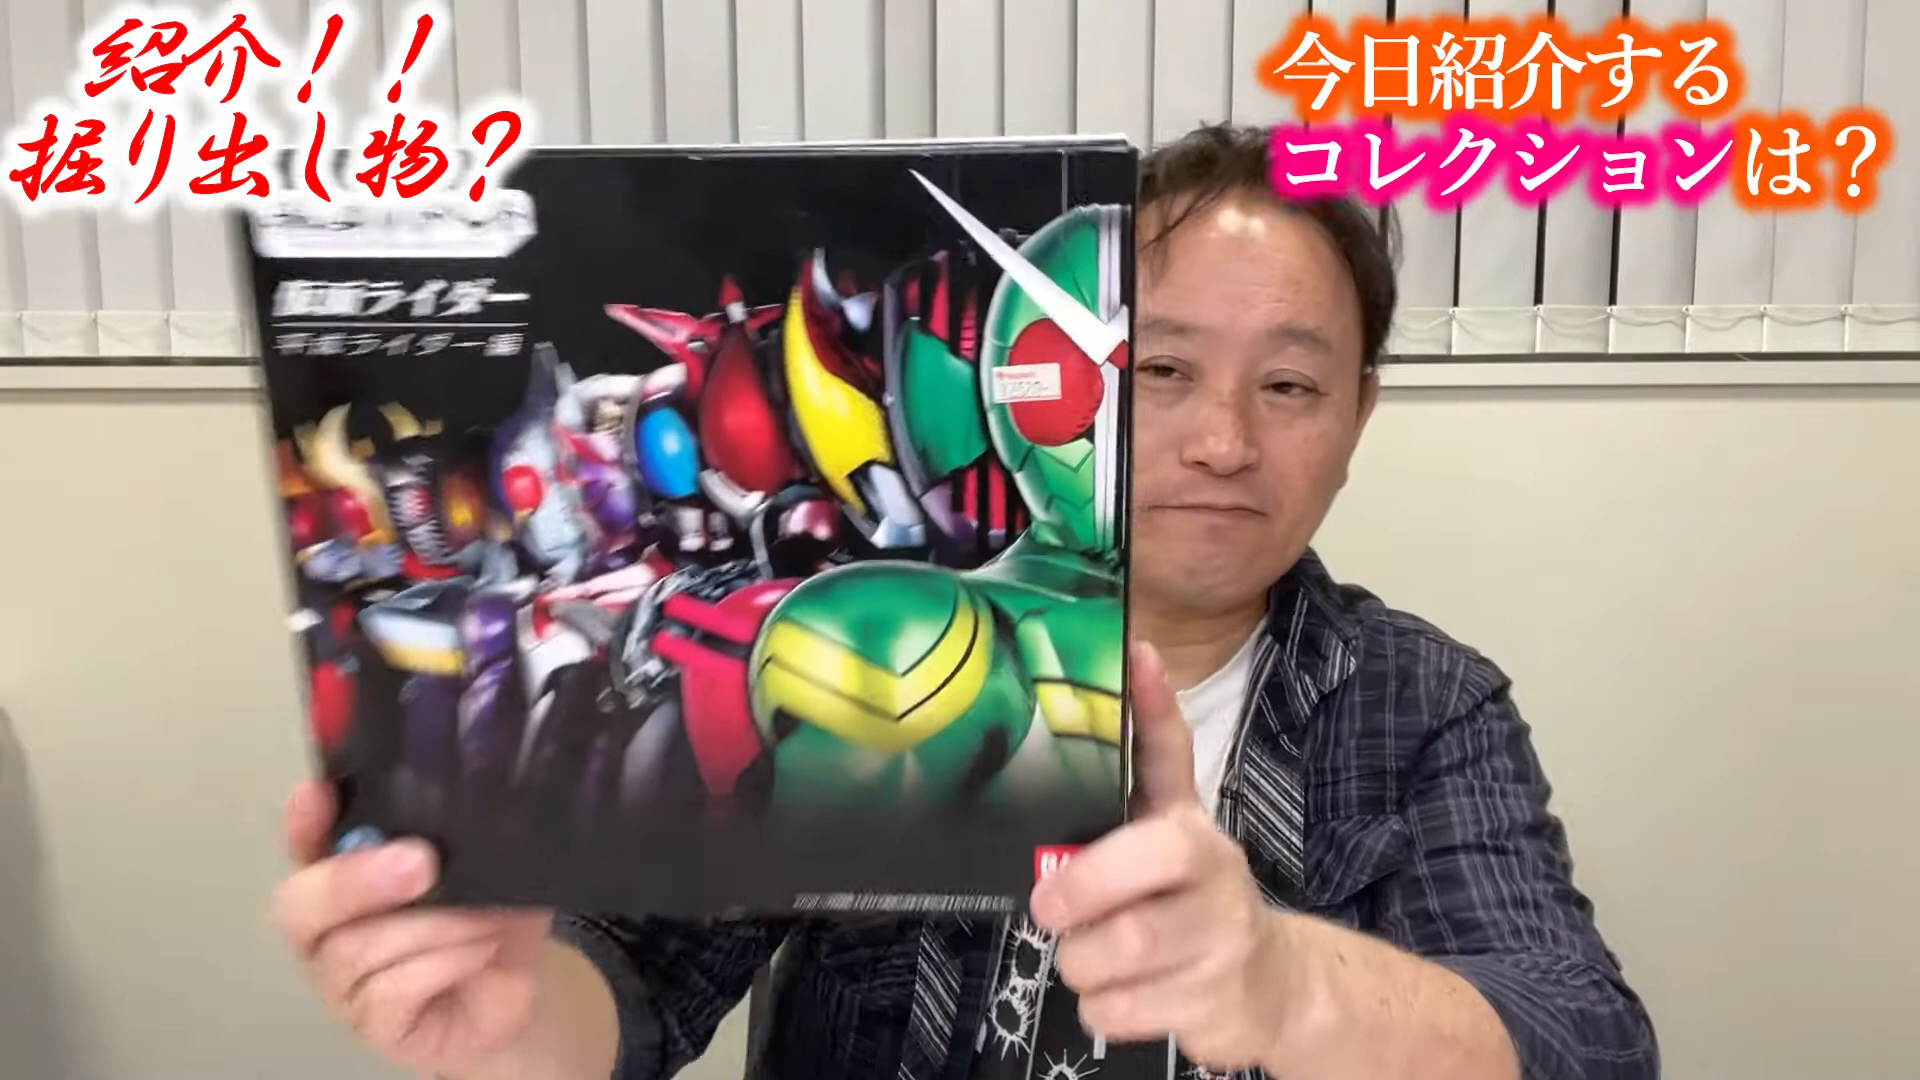 紹介！！
掘り出し物？
今日紹介する
コレクションは？
仮面ライダー
平成ライダー編